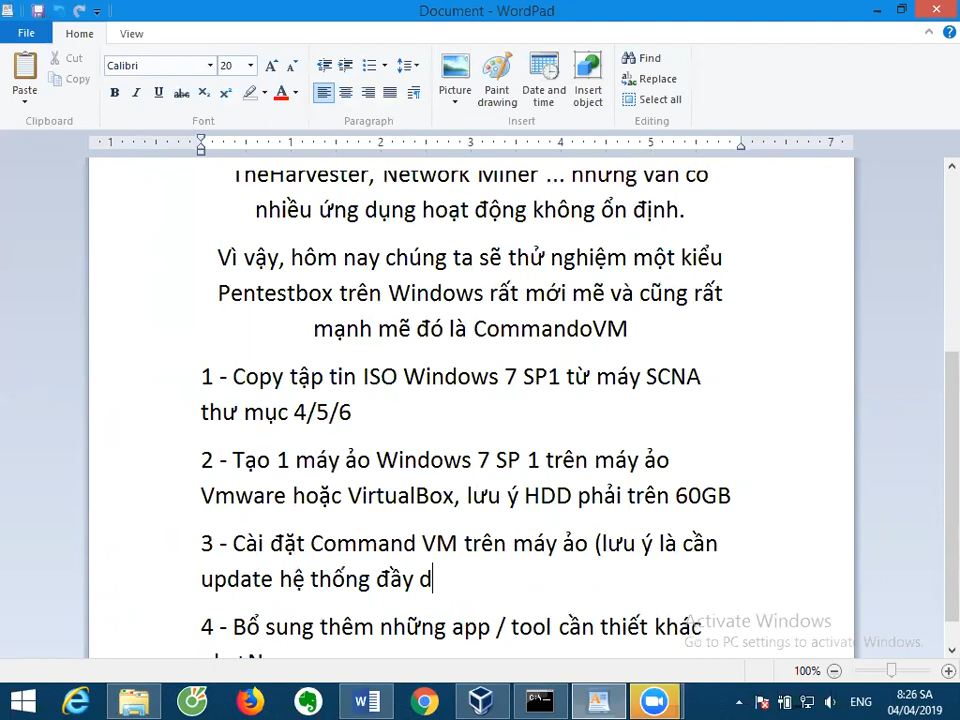 Document - WordPad
File
Home
View
Paste
Cut
Copy
Clipboard
Calibri
20
Font
Paragraph
Picture
Paint drawing
Date and time
Insert object
Insert
Find
Replace
Select all
Editing
1 1 2 3 4 5 7
TheHarvester, Network Miner ... nhưng vẫn có
nhiều ứng dụng hoạt động không ổn định.
Vì vậy, hôm nay chúng ta sẽ thử nghiệm một kiểu
Pentestbox trên Windows rất mới mẽ và cũng rất
mạnh mẽ đó là CommandoVM
1 - Copy tập tin ISO Windows 7 SP1 từ máy SCNA
thư mục 4/5/6
2 - Tạo 1 máy ảo Windows 7 SP 1 trên máy ảo
Vmware hoặc VirtualBox, lưu ý HDD phải trên 60GB
3 - Cài đặt Command VM trên máy ảo (lưu ý là cần
update hệ thống đầy d
4 - Bổ sung thêm những app / tool cần thiết khác
Activate Windows
Go to PC settings to activate Windows.
100%
ENG
8:26 SA
04/04/2019